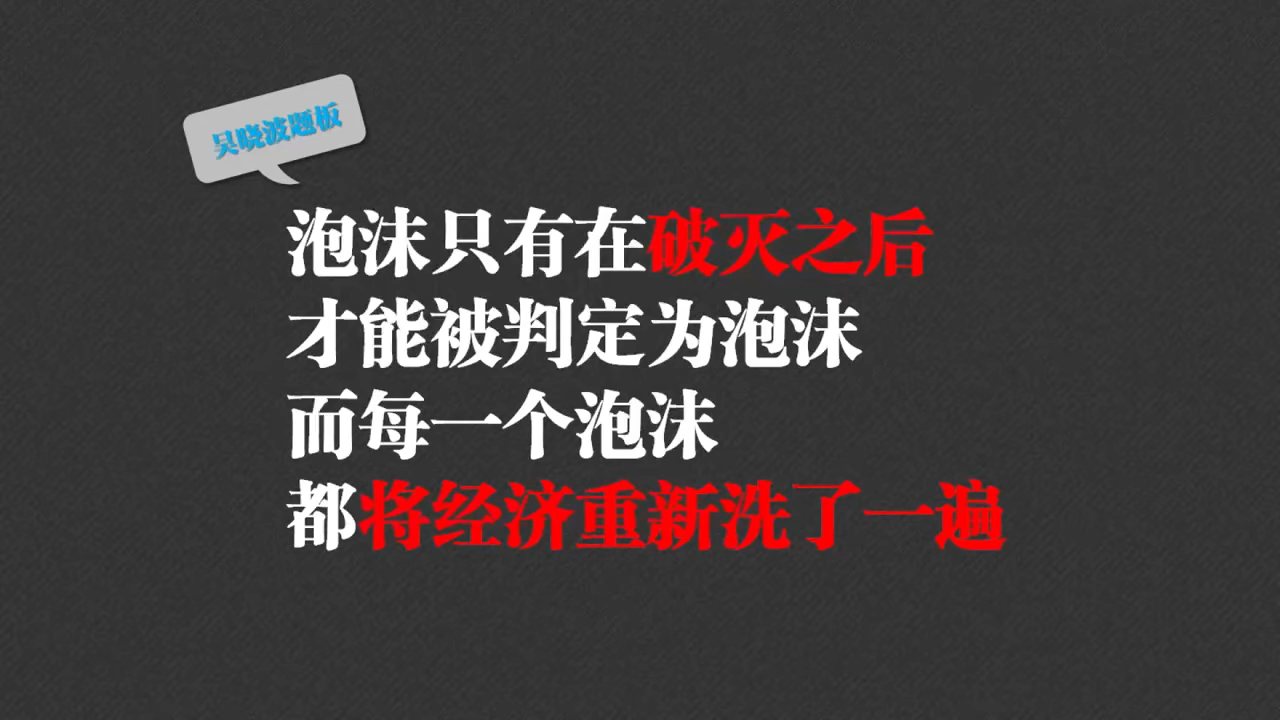 吴晓波题板
泡沫只有在破灭之后
才能被判定为泡沫
而每一个泡沫
都将经济重新洗了一遍